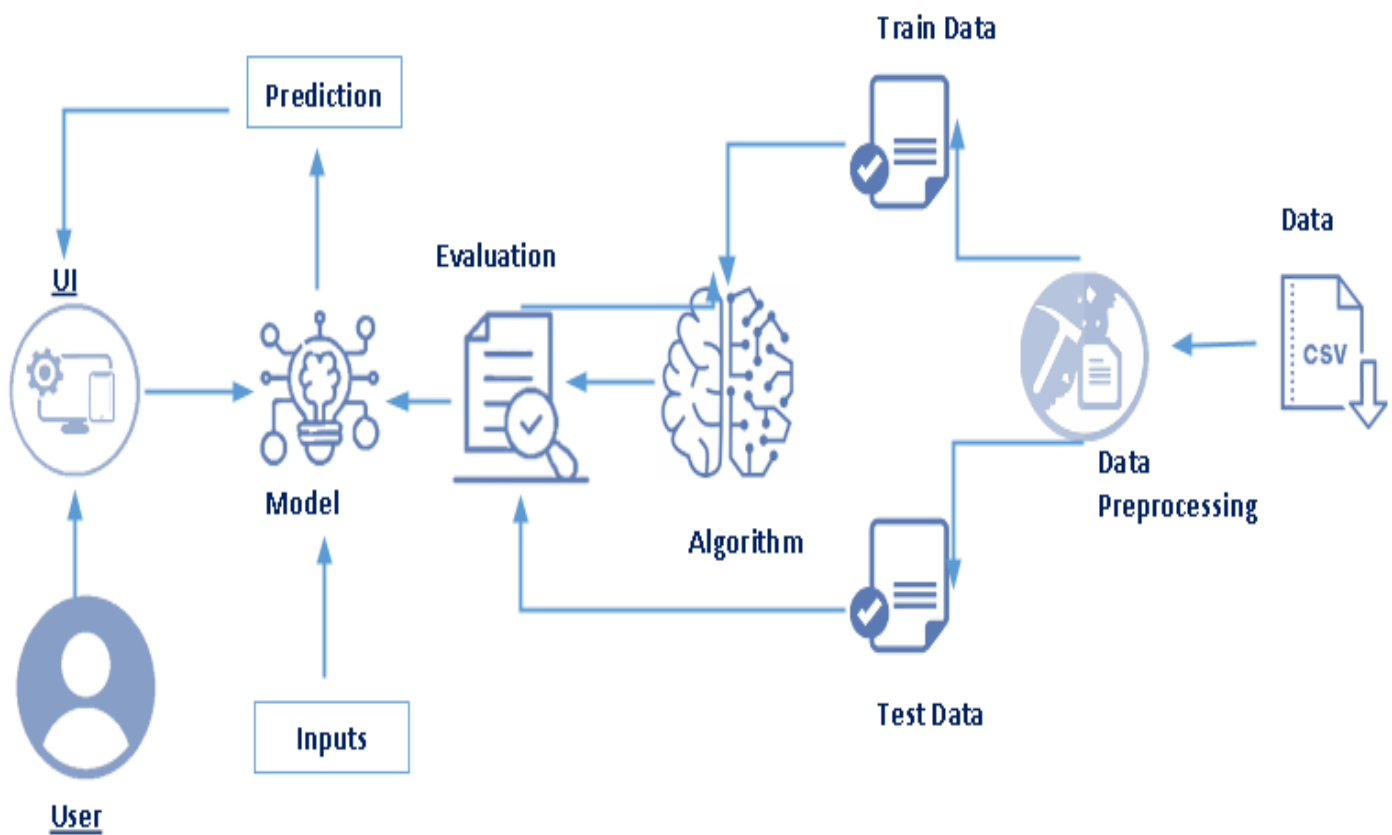 Train Data
Prediction
Data
Evaluation
UI
CSV
Data
Preprocessing
Model
Algorithm
Test Data
Inputs
User